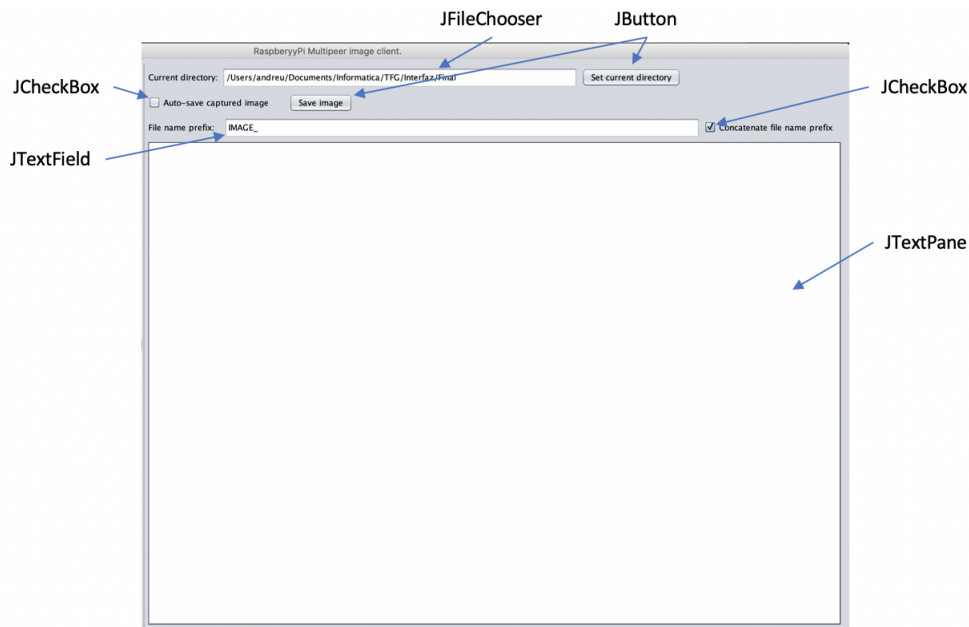 JFileChooser
JButton
RaspberyyPi Multipeer image client.
Current directory: /Users/andreu/Documents/Informatica/TFG/Interfaz/Final Set current directory
JCheckBox
JCheckBox
Auto-save captured image Save image
File name prefix: IMAGE_ Concatenate file name prefix
JTextField
JTextPane